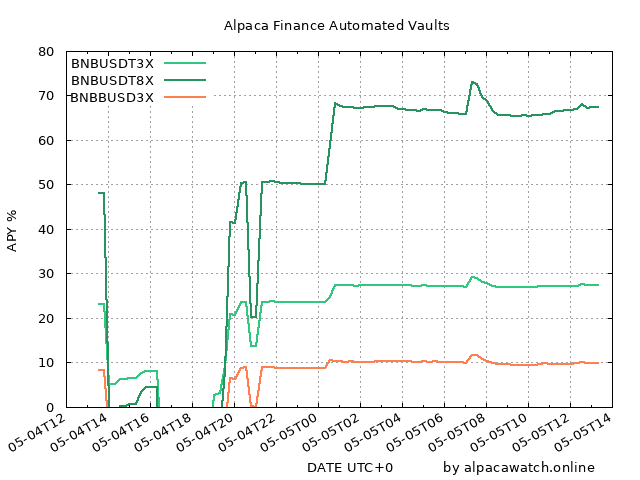 Alpaca Finance Automated Vaults
80
70
60
50
40
30
20
10
0
APY %
BNBUSDT3X
BNBUSDT8X
BNBBUSD3X
05-04T12
05-04T14
05-04T16
05-04T18
05-04T20
05-04T22
05-05T00
05-05T02
05-05T04
05-05T06
05-05T08
05-05T10
05-05T12
05-05T14
DATE UTC+0
by alpacawatch.online